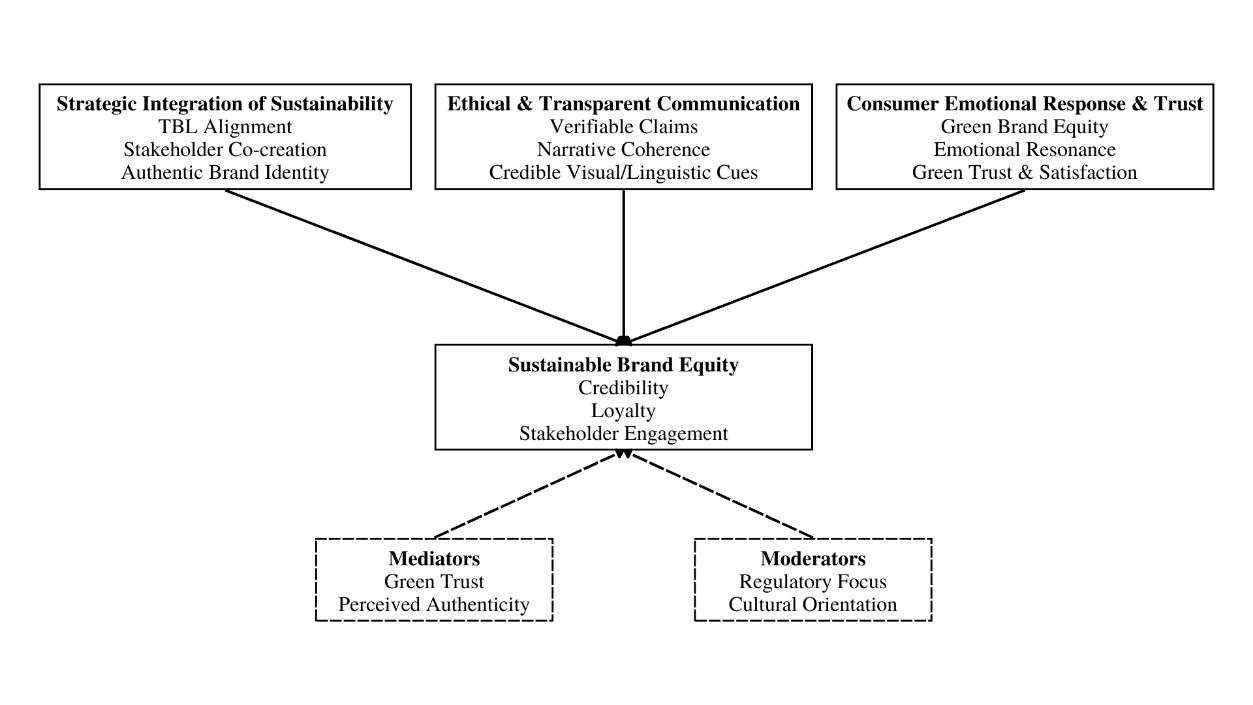 Strategic Integration of Sustainability
TBL Alignment
Stakeholder Co-creation
Authentic Brand Identity
Ethical & Transparent Communication
Verifiable Claims
Narrative Coherence
Credible Visual/Linguistic Cues
Consumer Emotional Response & Trust
Green Brand Equity
Emotional Resonance
Green Trust & Satisfaction
Sustainable Brand Equity
Credibility
Loyalty
Stakeholder Engagement
Mediators
Green Trust
Perceived Authenticity
Moderators
Regulatory Focus
Cultural Orientation